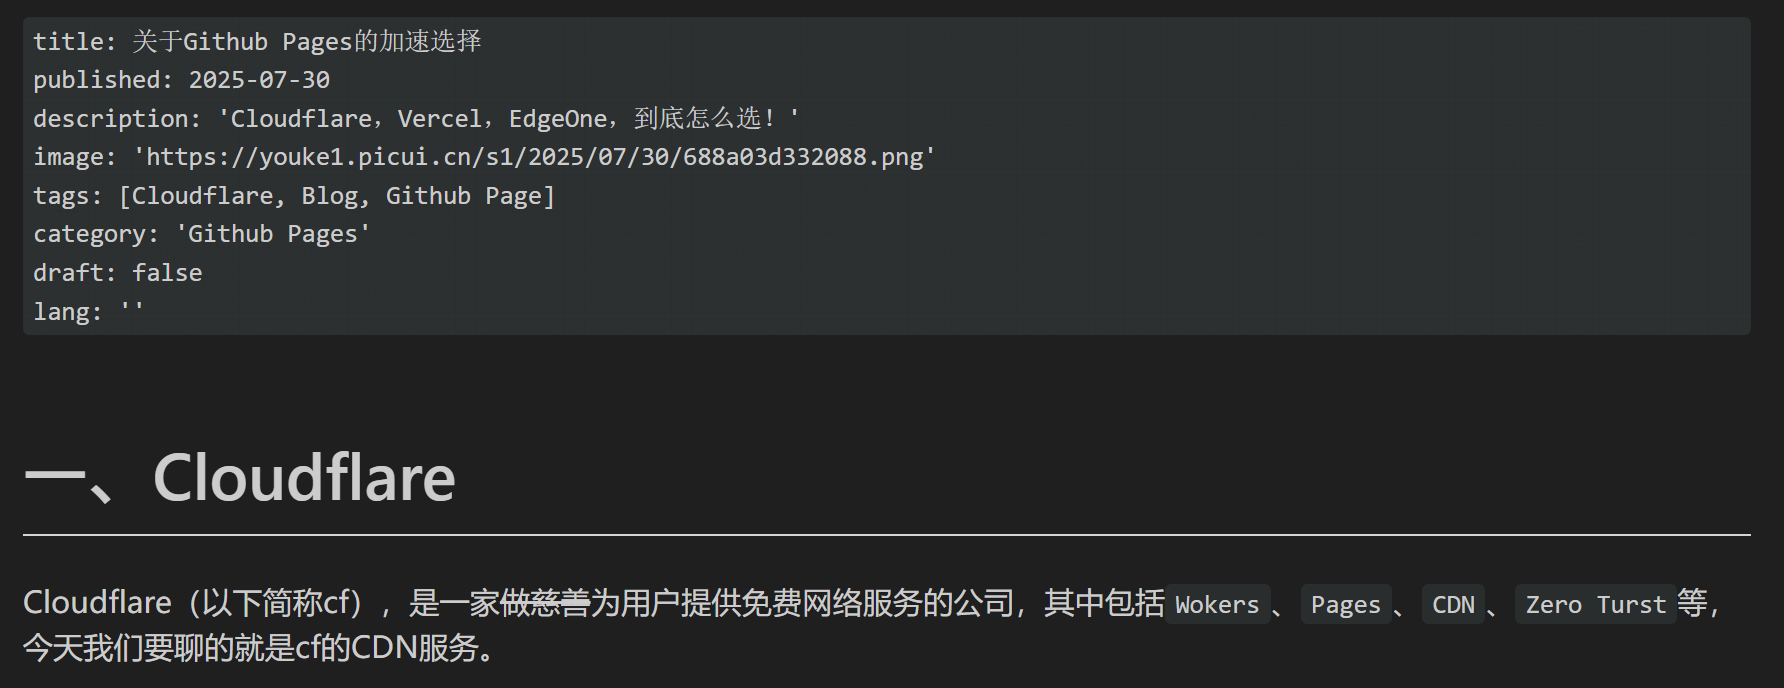 title: 关于Github Pages的加速选择
published: 2025-07-30
description: 'Cloudflare，Vercel，EdgeOne，到底怎么选！'
image: 'https://youke1.picui.cn/s1/2025/07/30/688a03d332088.png'
tags: [Cloudflare, Blog, Github Page]
category: 'Github Pages'
draft: false
lang: ''
一、Cloudflare
Cloudflare（以下简称cf），是一家做慈善为用户提供免费网络服务的公司，其中包括Wokers、Pages、CDN、Zero Turst等，
今天我们要聊的就是cf的CDN服务。